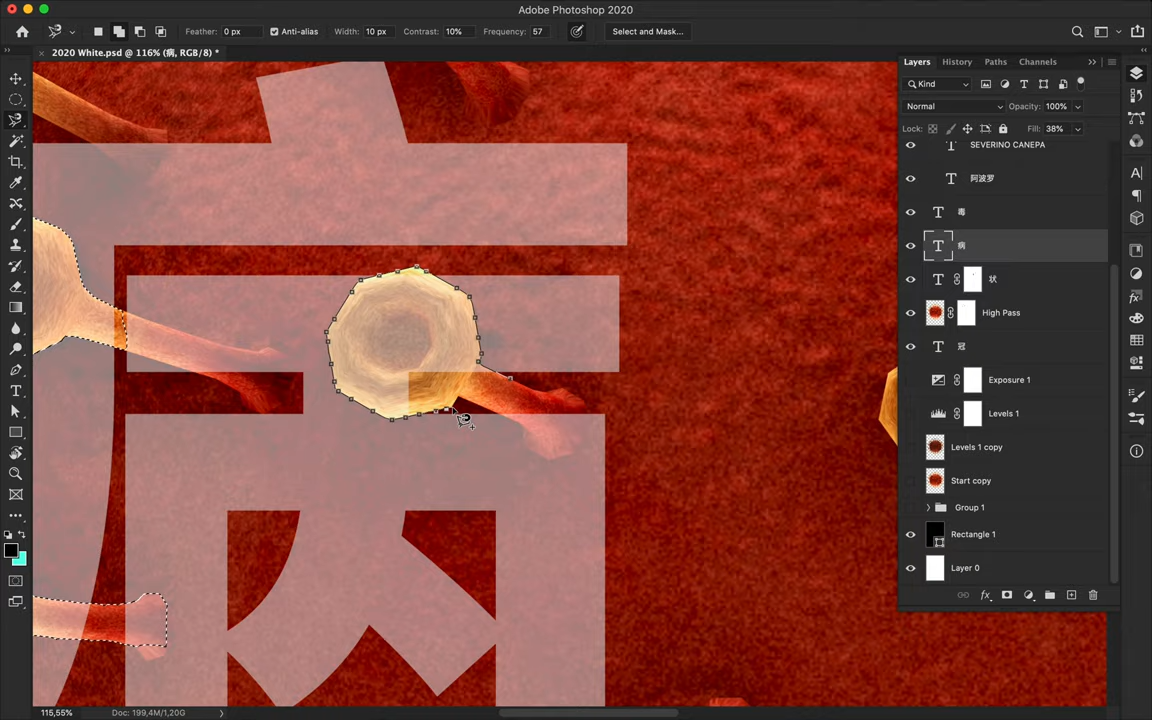 Adobe Photoshop 2020
Feather: 0 px Anti-alias Width: 10 px Contrast: 10% Frequency: 57 Select and Mask...
2020 White.psd @ 116% (病, RGB/8) *
Layers History Paths Channels
Kind
Normal Opacity: 100%
Lock: Fill: 38%
SEVERINO CANEPA
阿波罗
毒
病
状
High Pass
冠
Exposure 1
Levels 1
Levels 1 copy
Start copy
Group 1
Rectangle 1
Layer 0
115,55% Doc: 199,4M/1,20G